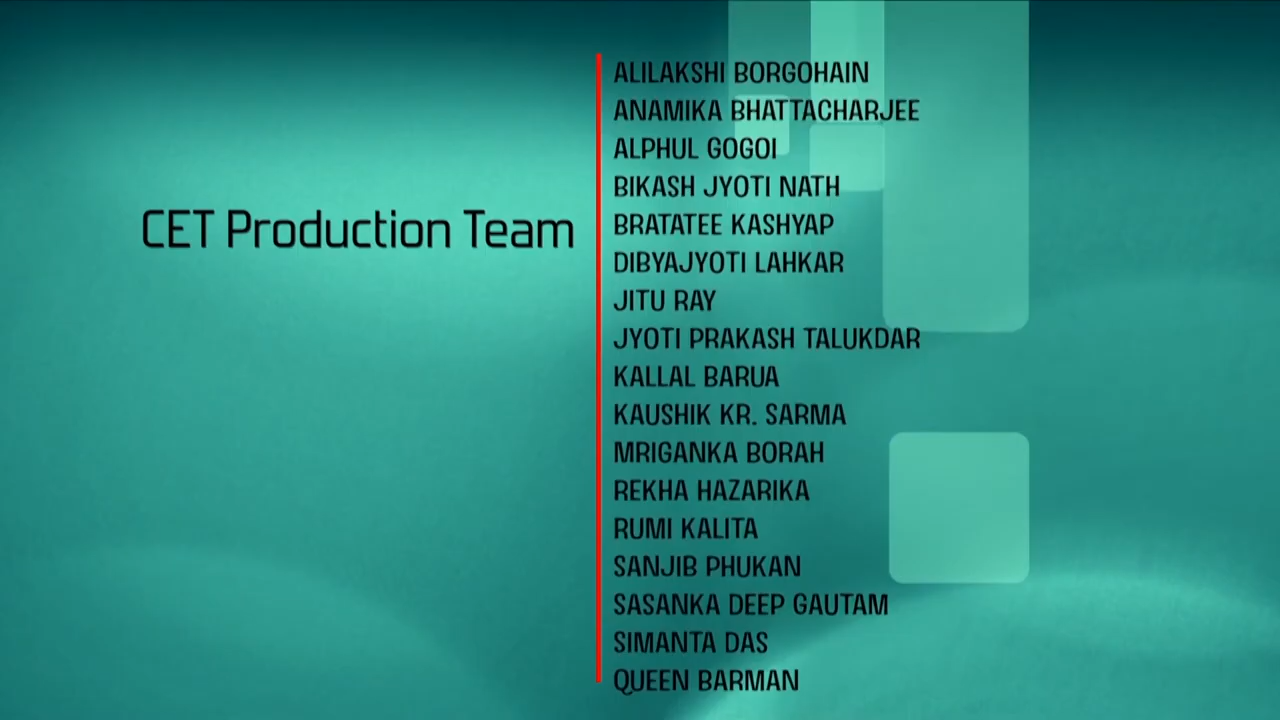 CET Production Team
ALILAKSHI BORGOHAIN
ANAMIKA BHATTACHARJEE
ALPHUL GOGOI
BIKASH JYOTI NATH
BRATATEE KASHYAP
DIBYAJYOTI LAHKAR
JITU RAY
JYOTI PRAKASH TALUKDAR
KALLAL BARUA
KAUSHIK KR. SARMA
MRIGANKA BORAH
REKHA HAZARIKA
RUMI KALITA
SANJIB PHUKAN
SASANKA DEEP GAUTAM
SIMANTA DAS
QUEEN BARMAN